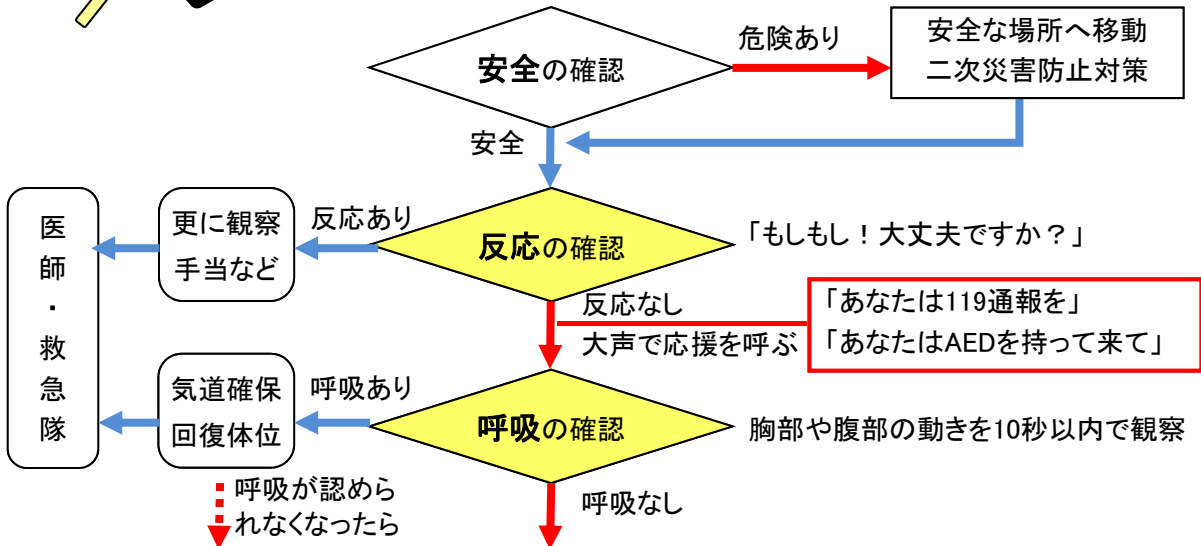 安全の確認
危険あり
安全な場所へ移動
二次災害防止対策
安全
反応の確認
反応あり
更に観察
手当など
医師・救急隊
「もしもし！大丈夫ですか？」
反応なし
大声で応援を呼ぶ
「あなたは119通報を」
「あなたはAEDを持って来て」
呼吸の確認
呼吸あり
気道確保
回復体位
胸部や腹部の動きを10秒以内で観察
呼吸が認めら
れなくなったら
呼吸なし